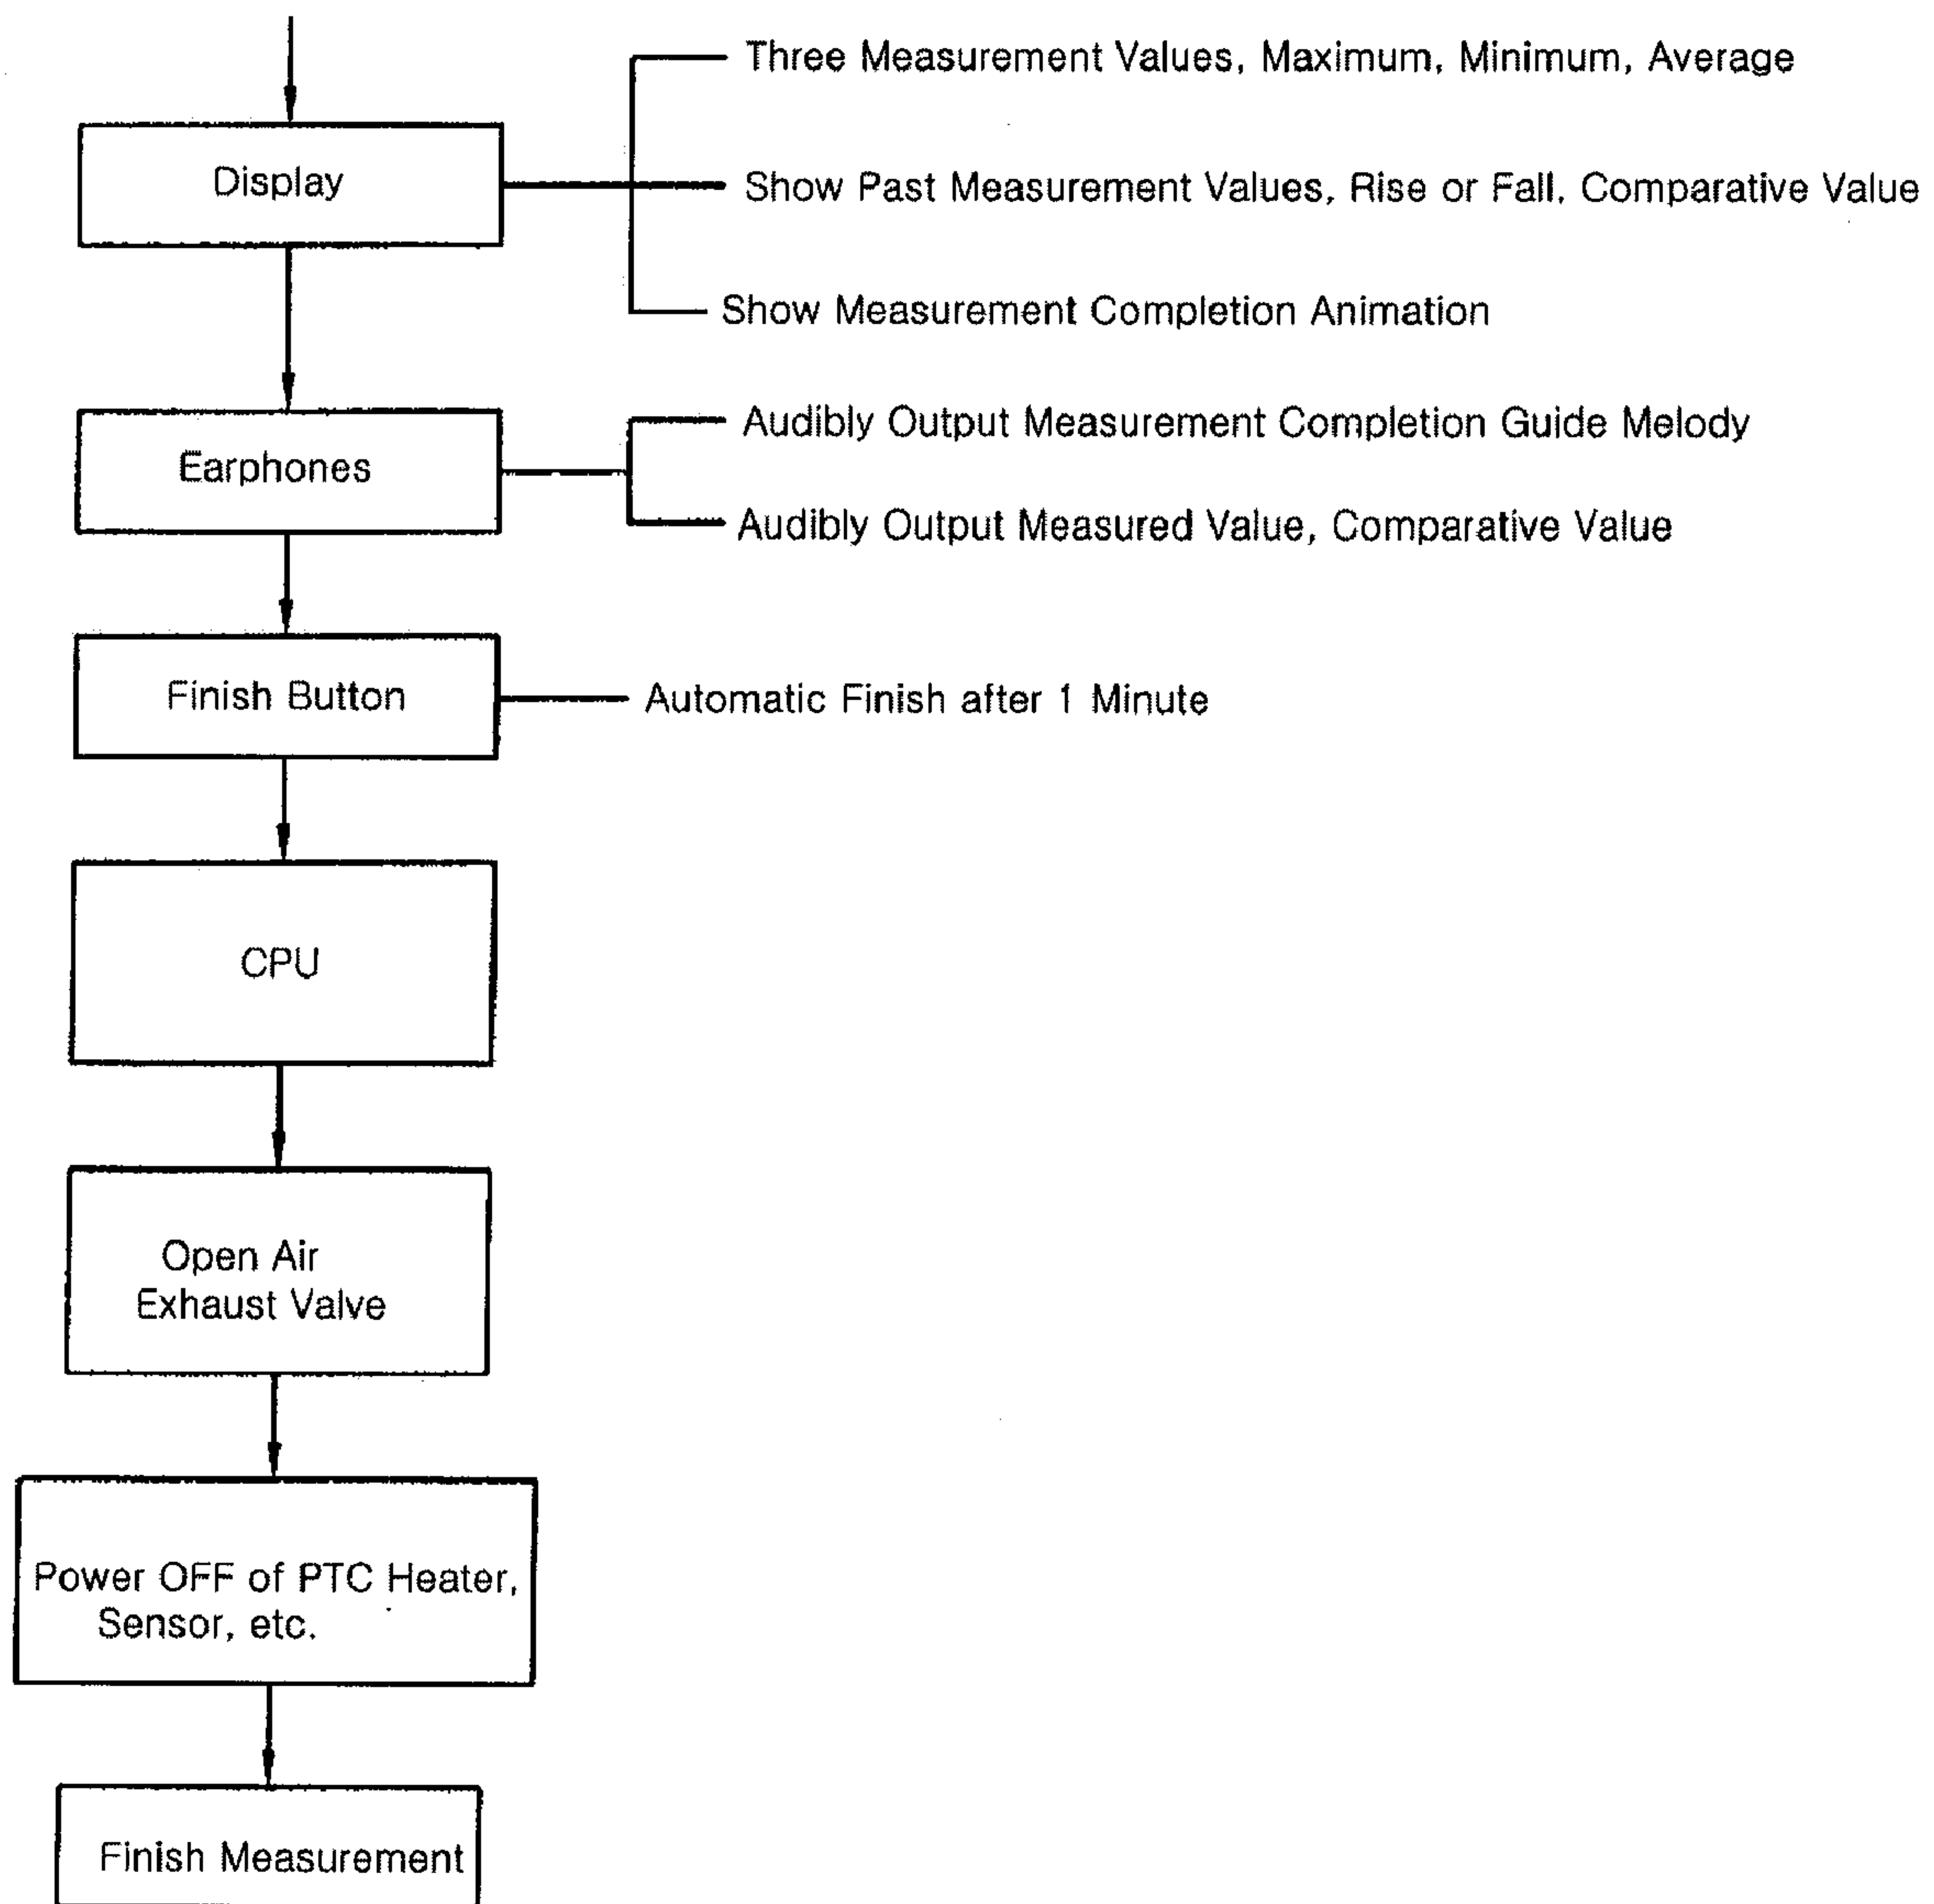 Three Measurement Values, Maximum, Minimum, Average
Display
Show Past Measurement Values, Rise or Fall, Comparative Value
Show Measurement Completion Animation
Audibly Output Measurement Completion Guide Melody
Earphones
Audibly Output Measured Value, Comparative Value
Finish Button
Automatic Finish after 1 Minute
CPU
Open Air
Exhaust Valve
Power OFF of PTC Heater,
Sensor, etc.
Finish Measurement